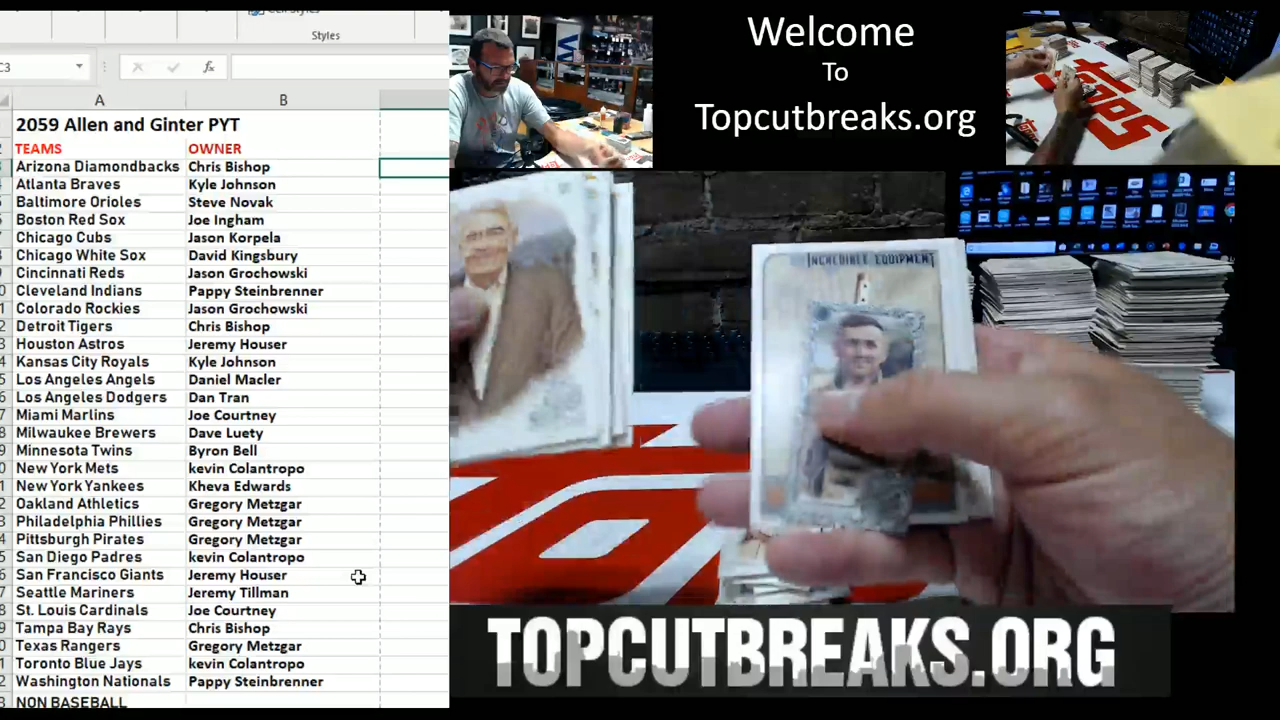 Cell Styles
Styles
C3
fx
A B
2059 Allen and Ginter PYT
TEAMS OWNER
Arizona Diamondbacks Chris Bishop
Atlanta Braves Kyle Johnson
Baltimore Orioles Steve Novak
Boston Red Sox Joe Ingham
Chicago Cubs Jason Korpela
Chicago White Sox David Kingsbury
Cincinnati Reds Jason Grochowski
Cleveland Indians Pappy Steinbrenner
Colorado Rockies Jason Grochowski
Detroit Tigers Chris Bishop
Houston Astros Jeremy Houser
Kansas City Royals Kyle Johnson
Los Angeles Angels Daniel Macler
Los Angeles Dodgers Dan Tran
Miami Marlins Joe Courtney
Milwaukee Brewers Dave Luety
Minnesota Twins Byron Bell
New York Mets kevin Colantropo
New York Yankees Kheva Edwards
Oakland Athletics Gregory Metzgar
Philadelphia Phillies Gregory Metzgar
Pittsburgh Pirates Gregory Metzgar
San Diego Padres kevin Colantropo
San Francisco Giants Jeremy Houser
Seattle Mariners Jeremy Tillman
St. Louis Cardinals Joe Courtney
Tampa Bay Rays Chris Bishop
Texas Rangers Gregory Metzgar
Toronto Blue Jays kevin Colantropo
Washington Nationals Pappy Steinbrenner
NON BASEBALL
Welcome
To
Topcutbreaks.org
TOPPS
INCREDIBLE EQUIPMENT
TOPCUTBREAKS.ORG